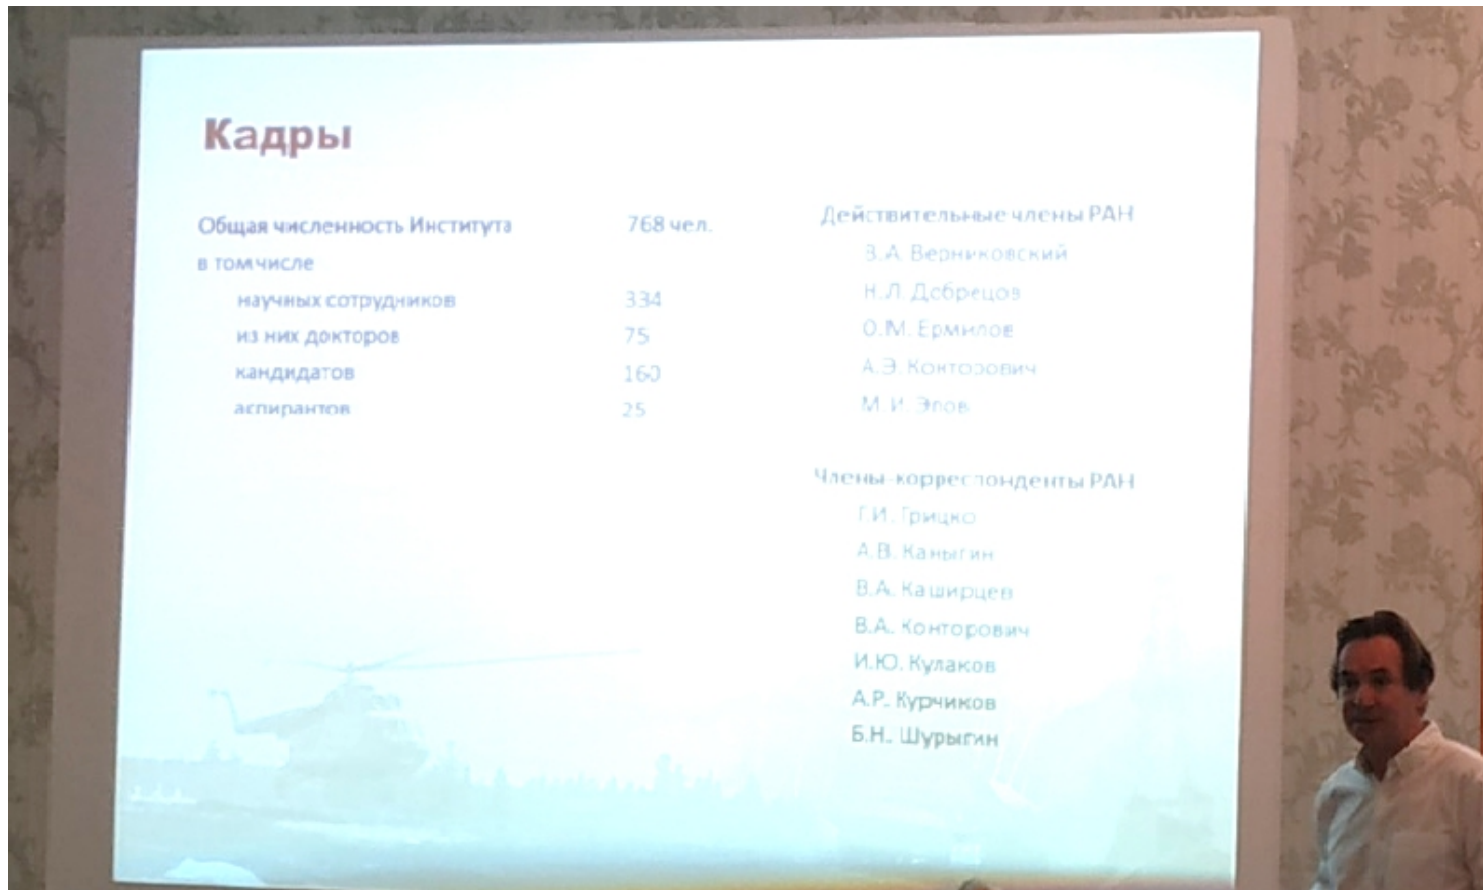 Кадры
Общая численность Института 768 чел.
в том числе
научных сотрудников 334
из них докторов 75
кандидатов 160
аспирантов 25
Действительные члены РАН
В.А. Верниковский
Н.Л. Добрецов
О.М. Ермилов
А.Э. Конторович
М.И. Эпов
Члены-корреспонденты РАН
Г.И. Грицко
А.В. Каныгин
В.А. Каширцев
В.А. Конторович
И.Ю. Кулаков
А.Р. Курчиков
Б.Н. Шурыгин